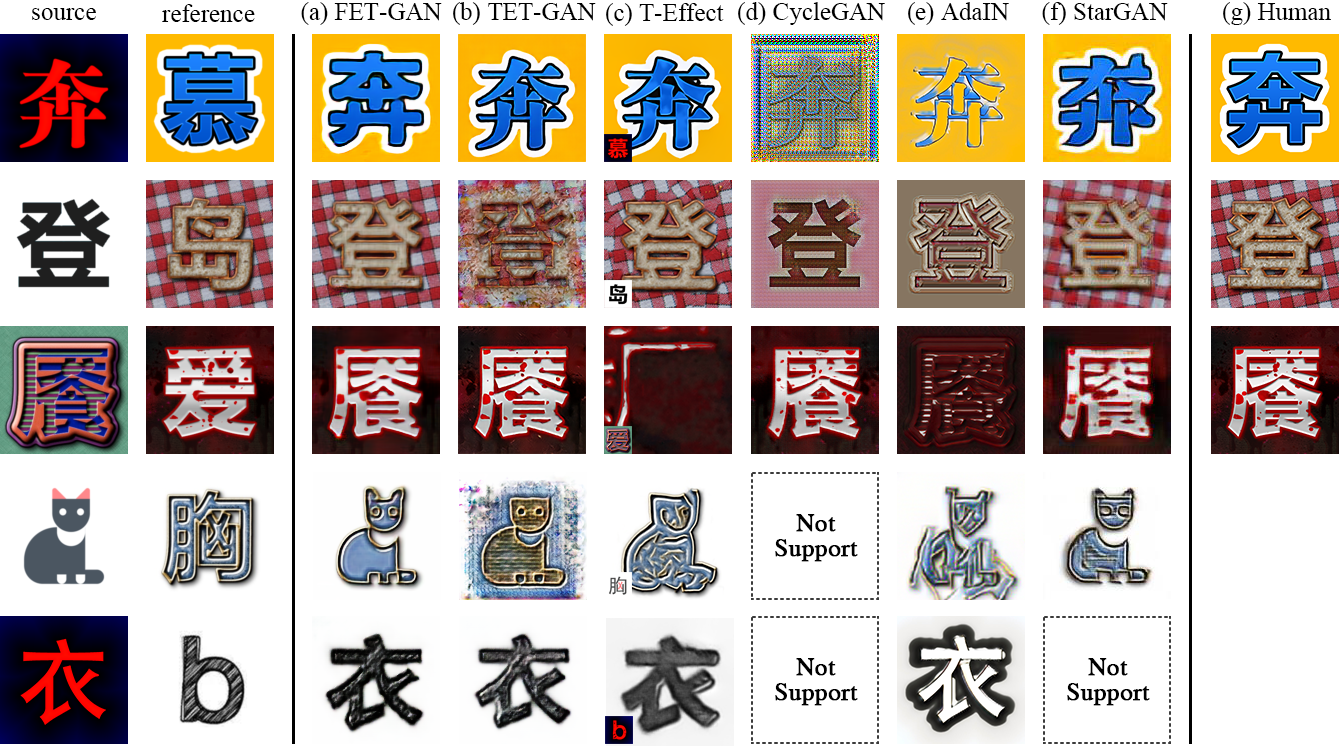 source reference (a) FET-GAN (b) TET-GAN (c) T-Effect (d) CycleGAN (e) AdaIN (f) StarGAN (g) Human
奔 慕 奔 奔 奔 慕 奔 奔 奔 奔
登 岛 登 登 登 岛 登 登 登 登
餍 爱 餍 餍 爱 餍 餍 餍 餍
胸 胸 Not
Support
衣 b 衣 衣 衣 b Not 衣 Not
Support Support